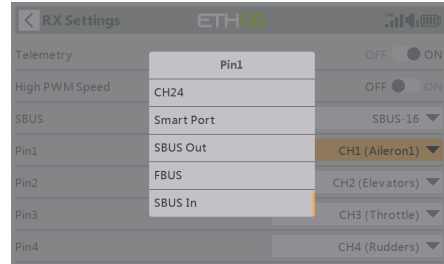 RX Settings
ETHOS
Telemetry
OFF ON
High PWM Speed
OFF ON
SBUS
SBUS-16
Pin1
CH1 (Aileron1)
Pin2
CH2 (Elevators)
Pin3
CH3 (Throttle)
Pin4
CH4 (Rudders)
Pin1
CH24
Smart Port
SBUS Out
FBUS
SBUS In